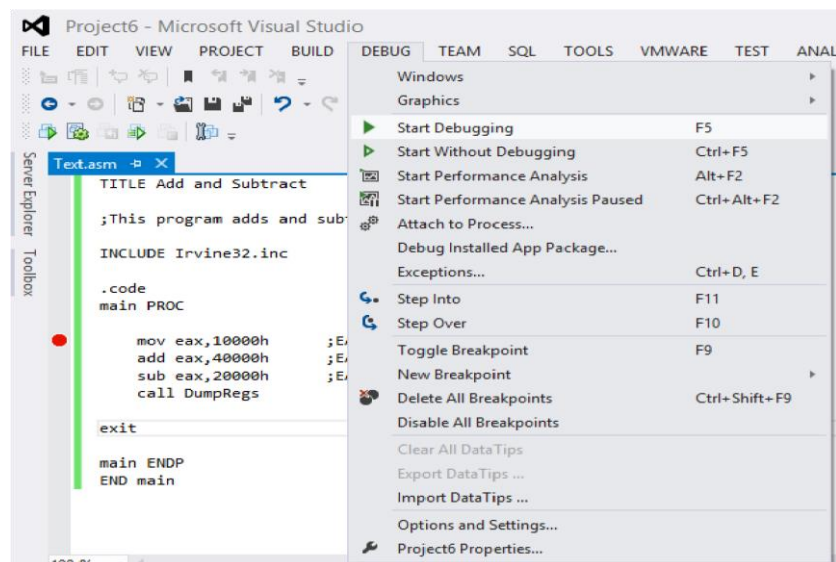 Project6 - Microsoft Visual Studio
FILE EDIT VIEW PROJECT BUILD DEBUG TEAM SQL TOOLS VMWARE TEST ANAL
Windows
Graphics
Start Debugging F5
Start Without Debugging Ctrl+F5
Start Performance Analysis Alt+F2
Start Performance Analysis Paused Ctrl+Alt+F2
Attach to Process...
Debug Installed App Package...
Exceptions... Ctrl+D, E
Step Into F11
Step Over F10
Toggle Breakpoint F9
New Breakpoint
Delete All Breakpoints Ctrl+Shift+F9
Disable All Breakpoints
Clear All DataTips
Export DataTips ...
Import DataTips ...
Options and Settings...
Project6 Properties...
Server Explorer
Toolbox
Text.asm
TITLE Add and Subtract
;This program adds and sub
INCLUDE Irvine32.inc
.code
main PROC
mov eax,10000h ;E
add eax,40000h ;E
sub eax,20000h ;E
call DumpRegs
exit
main ENDP
END main